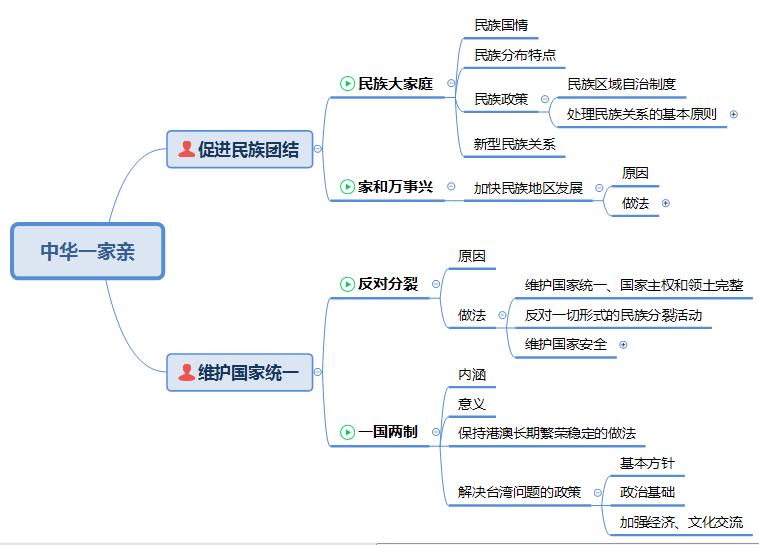 中华一家亲
促进民族团结
民族大家庭
民族国情
民族分布特点
民族政策
民族区域自治制度
处理民族关系的基本原则
新型民族关系
家和万事兴
加快民族地区发展
原因
做法
维护国家统一
反对分裂
原因
做法
维护国家统一、国家主权和领土完整
反对一切形式的民族分裂活动
维护国家安全
一国两制
内涵
意义
保持港澳长期繁荣稳定的做法
解决台湾问题的政策
基本方针
政治基础
加强经济、文化交流